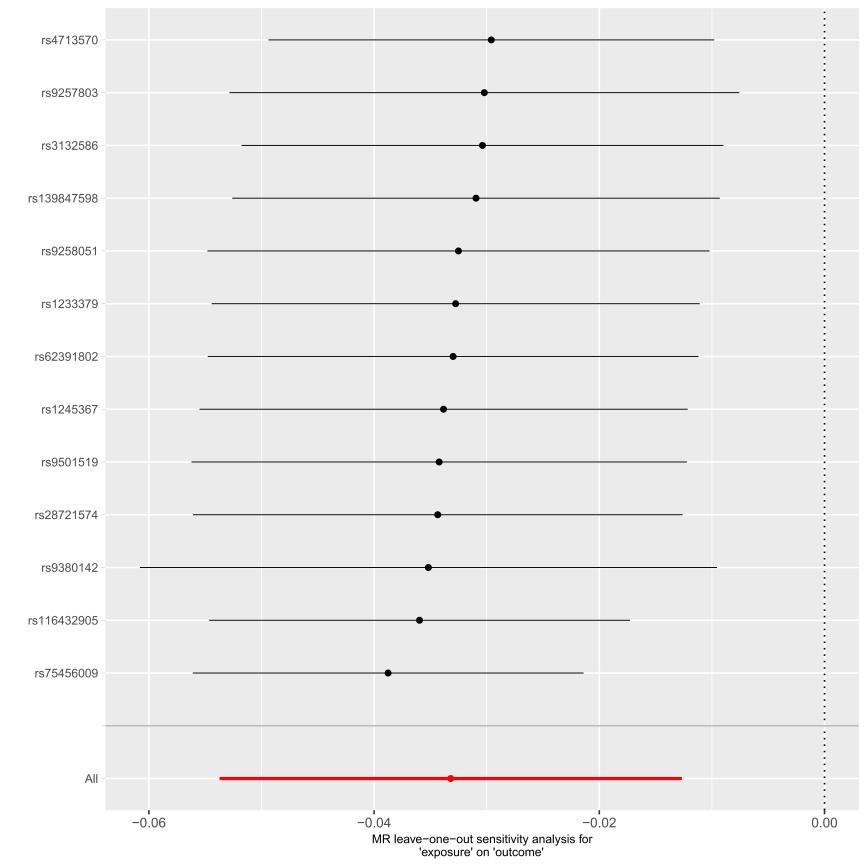 rs4713570
rs9257803
rs3132586
rs139847598
rs9258051
rs1233379
rs62391802
rs1245367
rs9501519
rs28721574
rs9380142
rs116432905
rs75456009
All
−0.06 −0.04 −0.02 0.00
MR leave−one−out sensitivity analysis for
'exposure' on 'outcome'